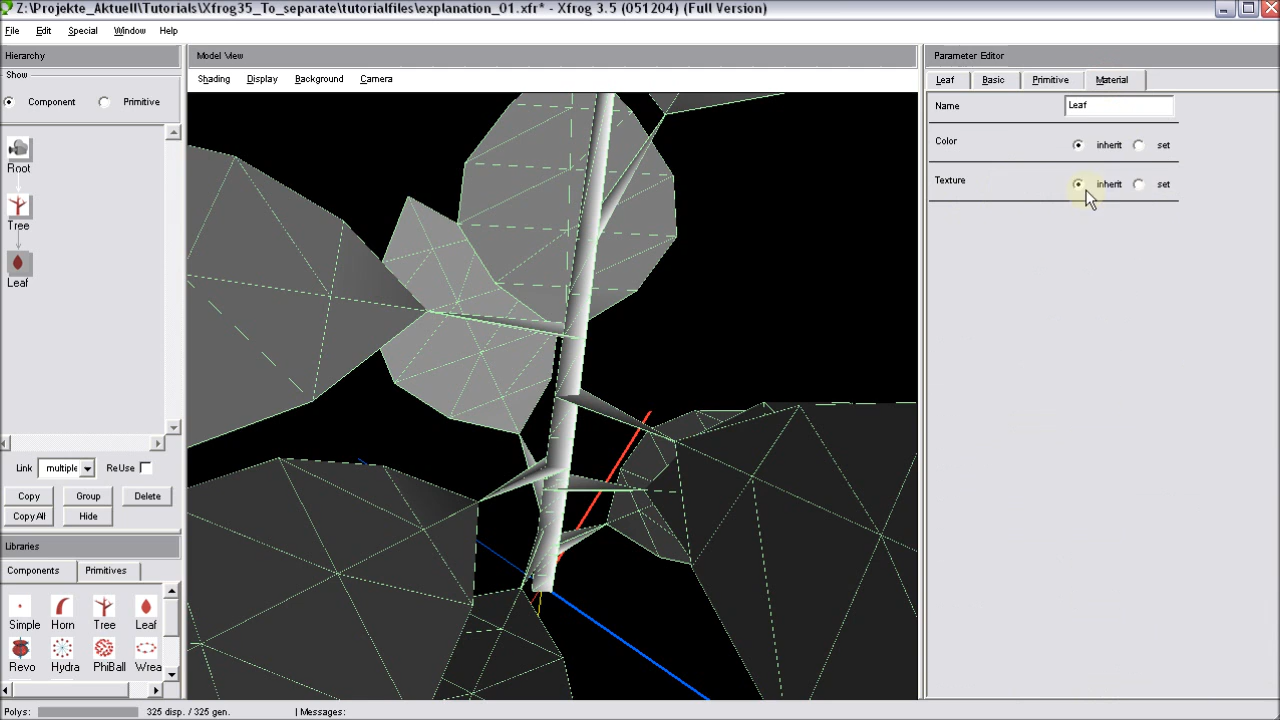 Z:\Projekte_Aktuell\Tutorials\Xfrog35_To_separate\tutorialfiles\explanation_01.xfr* - Xfrog 3.5 (051204) (Full Version)
File Edit Special Window Help
Hierarchy
Show
Component Primitive
Root
Tree
Leaf
Link multiple ReUse
Copy Group Delete
CopyAll Hide
Libraries
Components Primitives
Simple Horn Tree Leaf
Revo Hydra PhiBall Wrea
Model View
Shading Display Background Camera
Parameter Editor
Leaf Basic Primitive Material
Name Leaf
Color inherit set
Texture inherit set
Polys: 325 disp. / 325 gen. Messages: